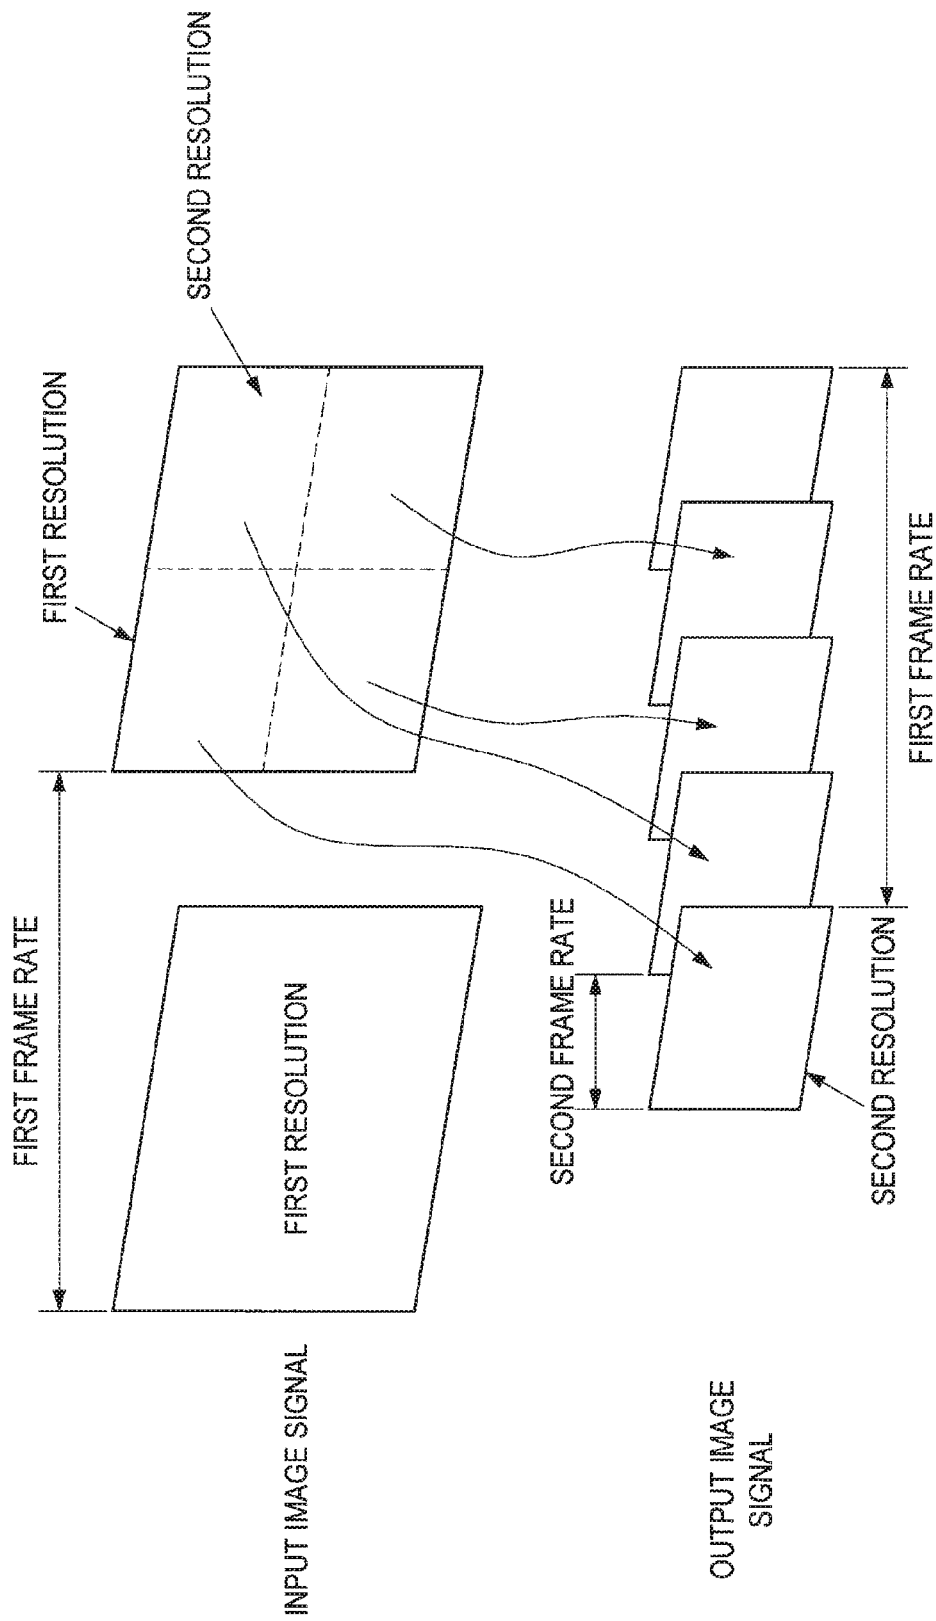 FIRST FRAME RATE
FIRST RESOLUTION
SECOND RESOLUTION
INPUT IMAGE SIGNAL
FIRST RESOLUTION
SECOND FRAME RATE
OUTPUT IMAGE
SIGNAL
SECOND RESOLUTION
FIRST FRAME RATE